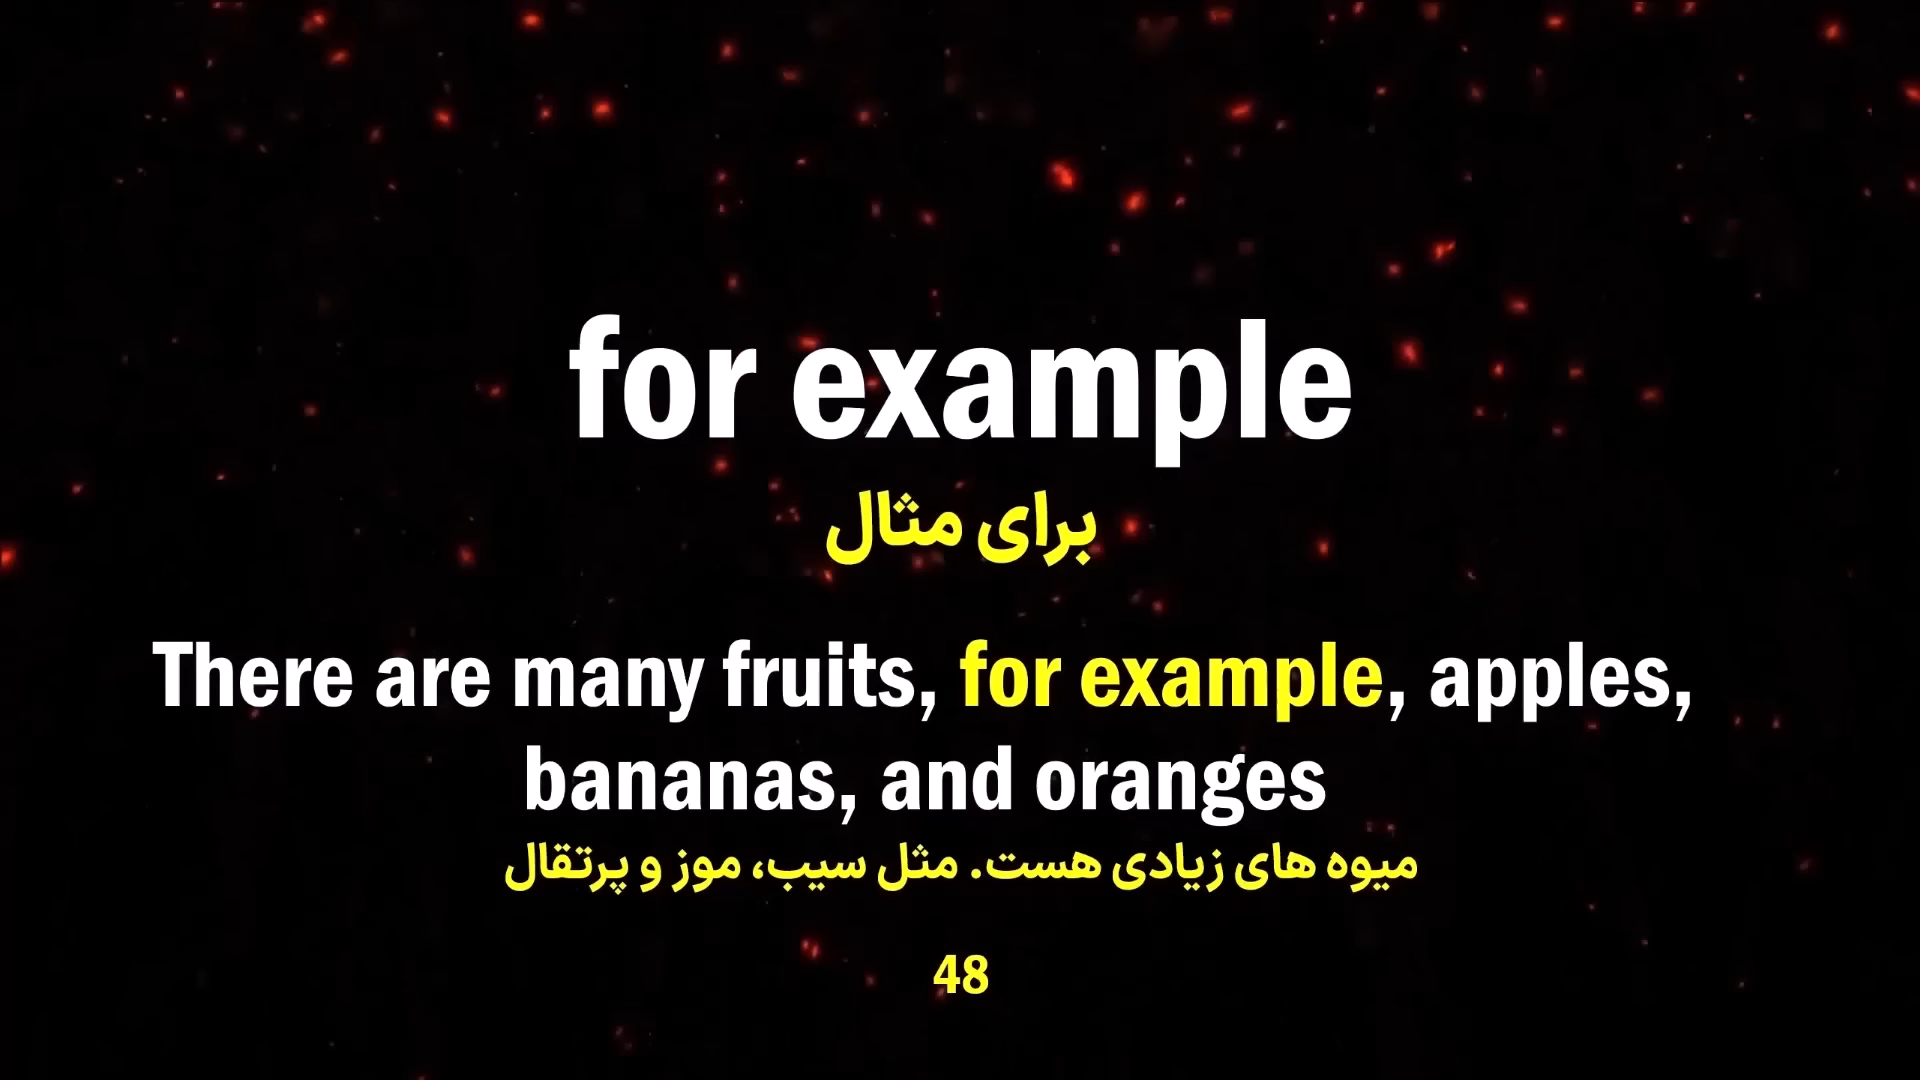 for example
برای مثال
There are many fruits, for example, apples,
bananas, and oranges
میوه های زیادی هست. مثل سیب، موز و پرتقال
48